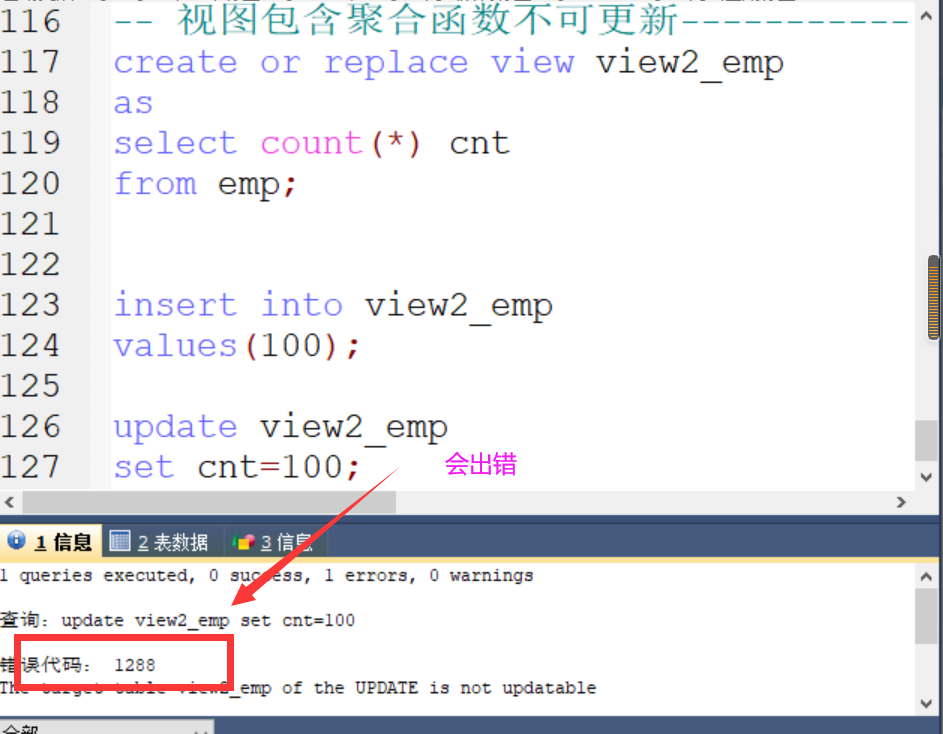 116 -- 视图包含聚合函数不可更新-----------
117 create or replace view view2_emp
118 as
119 select count(*) cnt
120 from emp;
121
122
123 insert into view2_emp
124 values(100);
125
126 update view2_emp
127 set cnt=100;
会出错
1 信息 2 表数据 3 信息
1 queries executed, 0 success, 1 errors, 0 warnings
查询: update view2_emp set cnt=100
错误代码: 1288
The target table view2_emp of the UPDATE is not updatable
全部